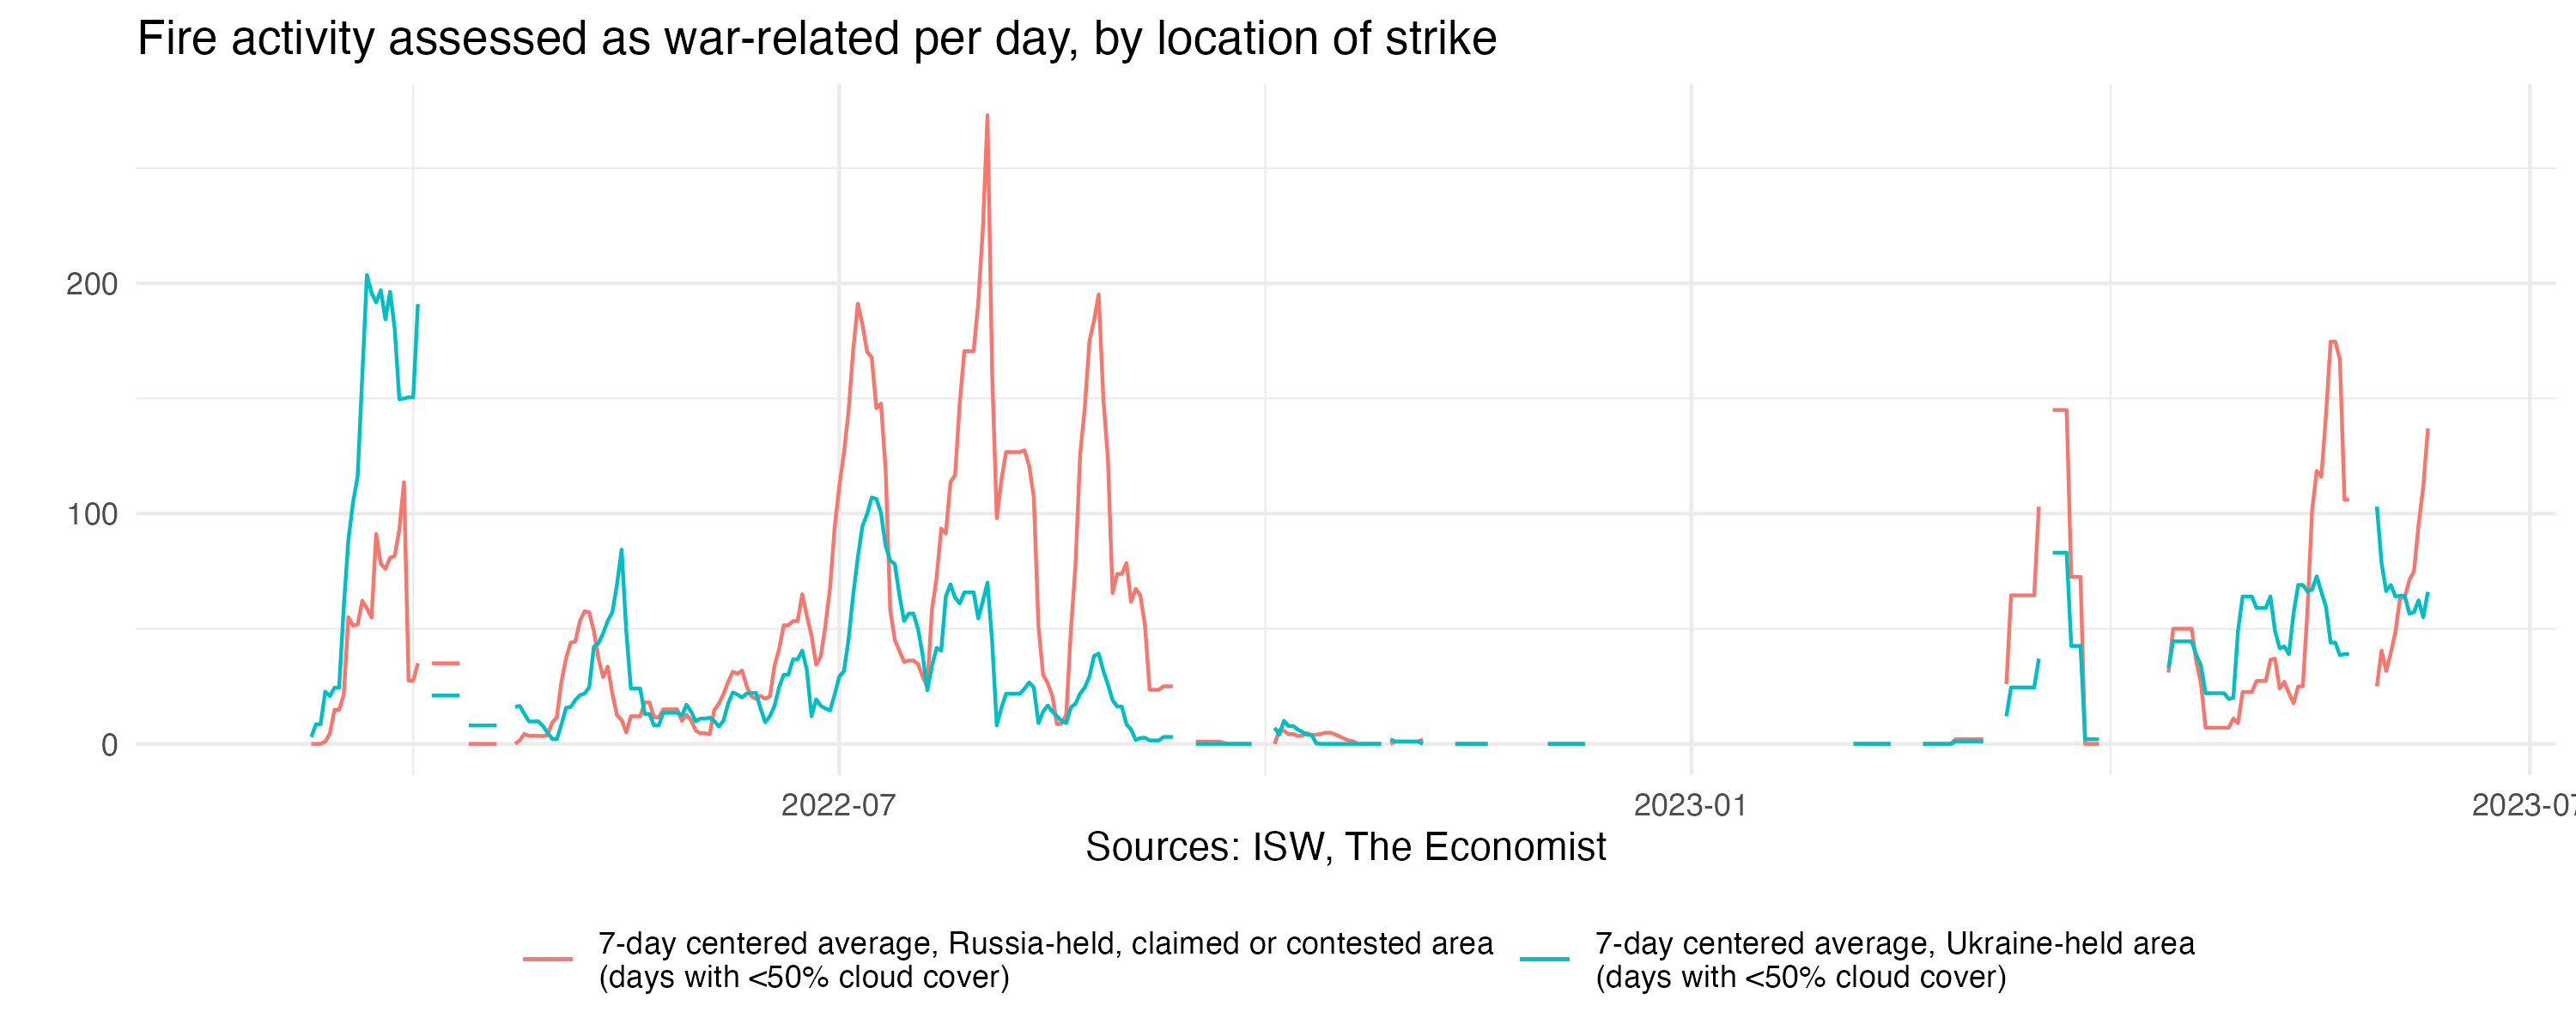 Fire activity assessed as war-related per day, by location of strike
200
100
0
2022-07
2023-01
2023-07
Sources: ISW, The Economist
7-day centered average, Russia-held, claimed or contested area
(days with <50% cloud cover)
7-day centered average, Ukraine-held area
(days with <50% cloud cover)